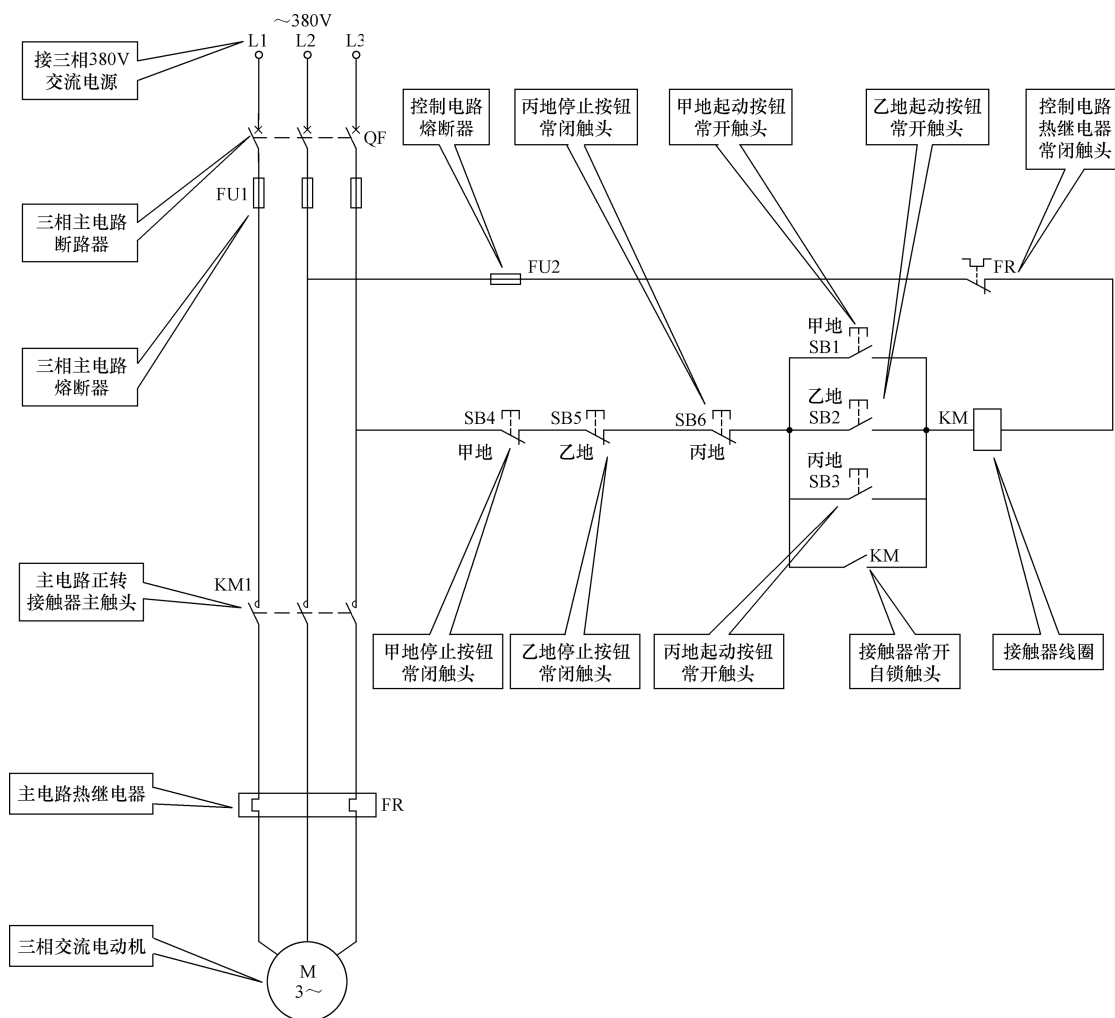 ～380V
L1 L2 L3
接三相380V
交流电源
控制电路
熔断器
丙地停止按钮
常闭触头
甲地起动按钮
常开触头
乙地起动按钮
常开触头
控制电路
热继电器
常闭触头
QF
FU1
三相主电路
断路器
FU2
FR
甲地
SB1
三相主电路
熔断器
乙地
SB2
SB4
甲地
SB5
乙地
SB6
丙地
KM
丙地
SB3
KM
主电路正转
接触器主触头
KM1
甲地停止按钮
常闭触头
乙地停止按钮
常闭触头
丙地起动按钮
常开触头
接触器常开
自锁触头
接触器线圈
主电路热继电器
FR
三相交流电动机
M
3～